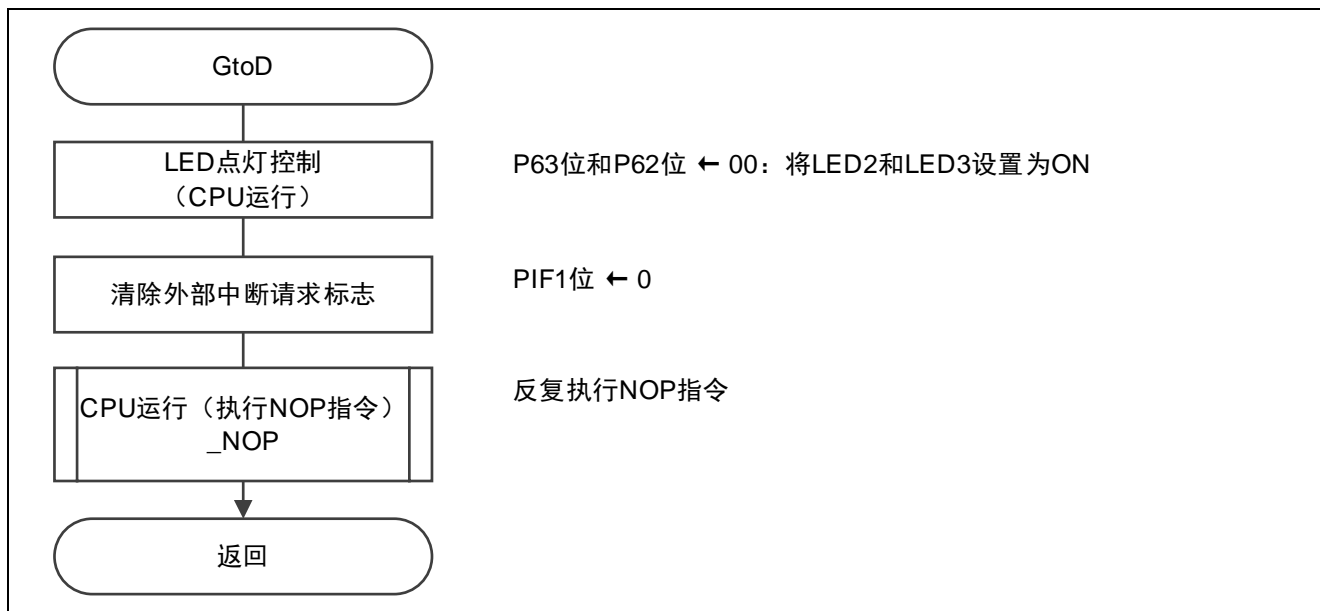 GtoD
LED点灯控制
（CPU运行）
P63位和P62位 ← 00：将LED2和LED3设置为ON
清除外部中断请求标志
PIF1位 ← 0
CPU运行（执行NOP指令）
_NOP
反复执行NOP指令
返回